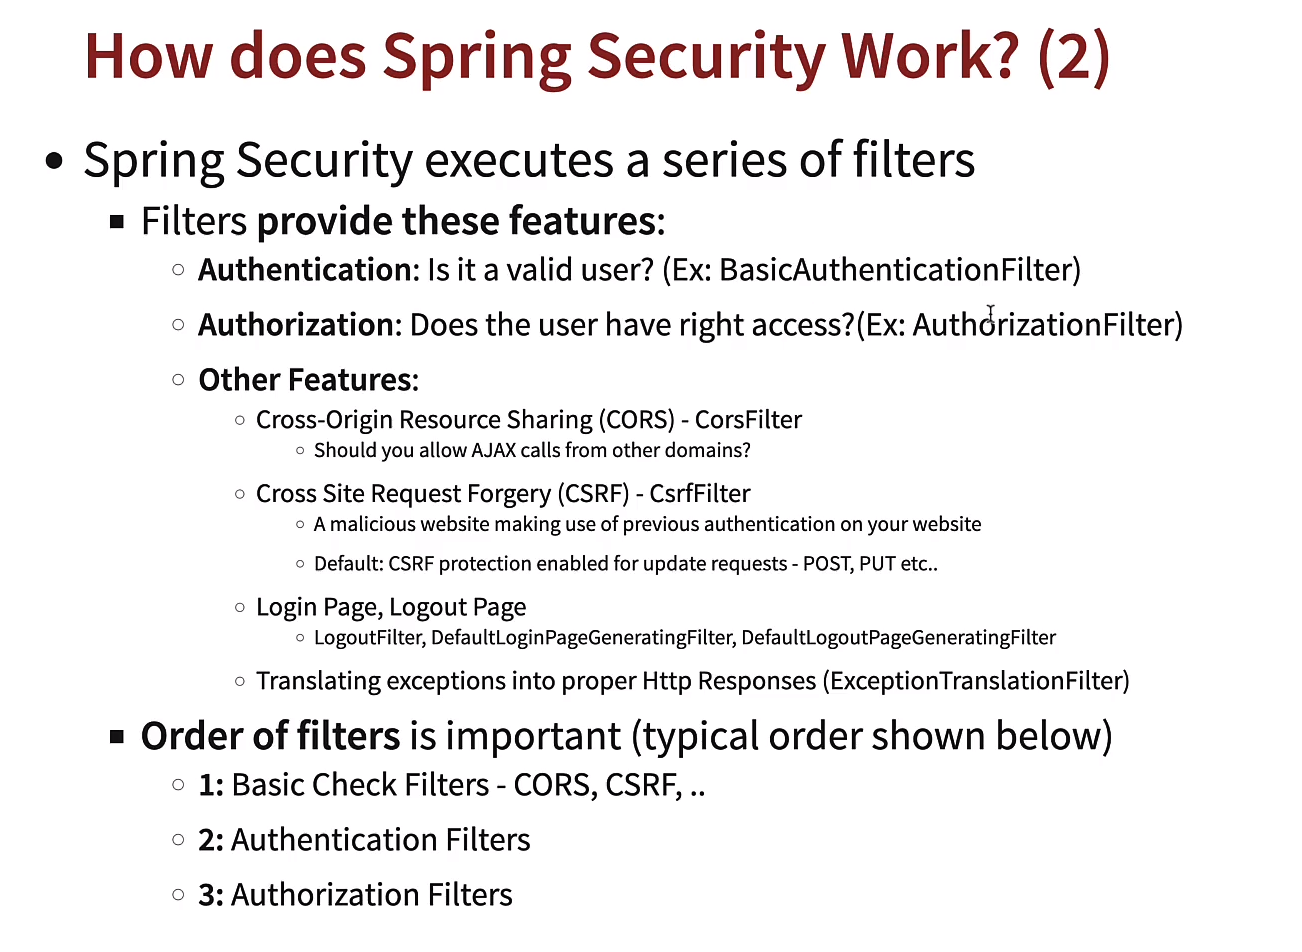 How does Spring Security Work? (2)
Spring Security executes a series of filters
Filters provide these features:
Authentication: Is it a valid user? (Ex: BasicAuthenticationFilter)
Authorization: Does the user have right access?(Ex: AuthorizationFilter)
Other Features:
Cross-Origin Resource Sharing (CORS) - CorsFilter
Should you allow AJAX calls from other domains?
Cross Site Request Forgery (CSRF) - CsrfFilter
A malicious website making use of previous authentication on your website
Default: CSRF protection enabled for update requests - POST, PUT etc..
Login Page, Logout Page
LogoutFilter, DefaultLoginPageGeneratingFilter, DefaultLogoutPageGeneratingFilter
Translating exceptions into proper Http Responses (ExceptionTranslationFilter)
Order of filters is important (typical order shown below)
1: Basic Check Filters - CORS, CSRF, ..
2: Authentication Filters
3: Authorization Filters